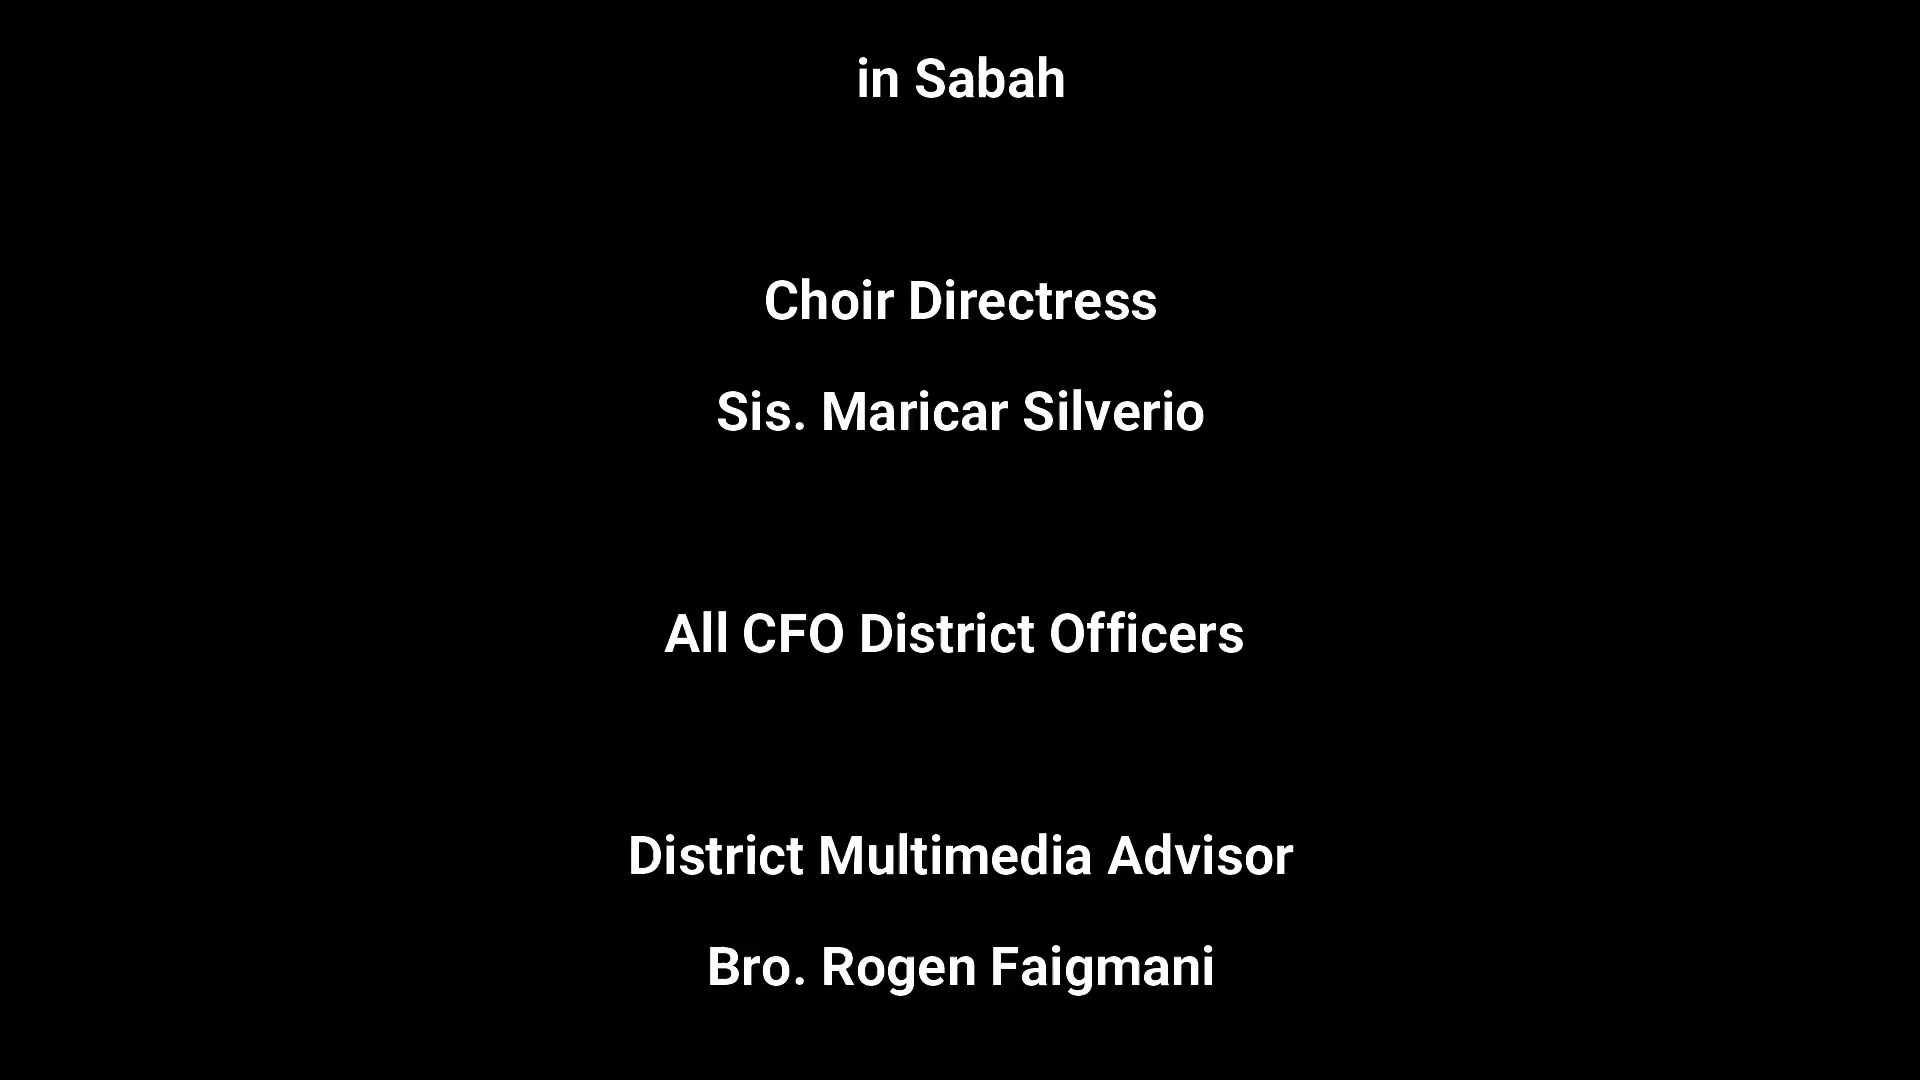 in Sabah
Choir Directress
Sis. Maricar Silverio
All CFO District Officers
District Multimedia Advisor
Bro. Rogen Faigmani